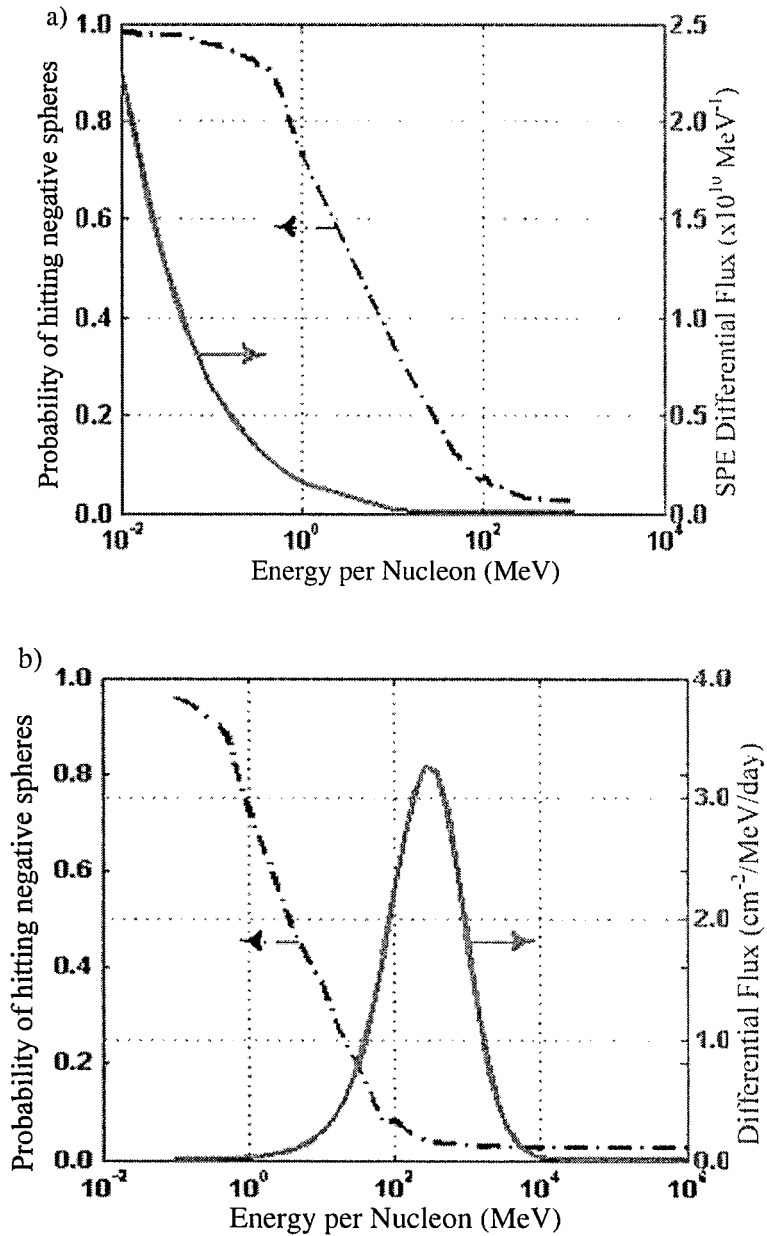 a)
1.0
0.8
0.6
0.4
0.2
0.0
Probability of hitting negative spheres
2.5
2.0
1.5
1.0
0.5
0.0
SPE Differential Flux (x10¹⁰ MeV⁻¹)
10⁻² 10⁰ 10² 10⁴
Energy per Nucleon (MeV)
b)
1.0
0.8
0.6
0.4
0.2
0.0
Probability of hitting negative spheres
4.0
3.0
2.0
1.0
0.0
Differential Flux (cm⁻²/MeV/day)
10⁻² 10⁰ 10² 10⁴ 10⁶
Energy per Nucleon (MeV)